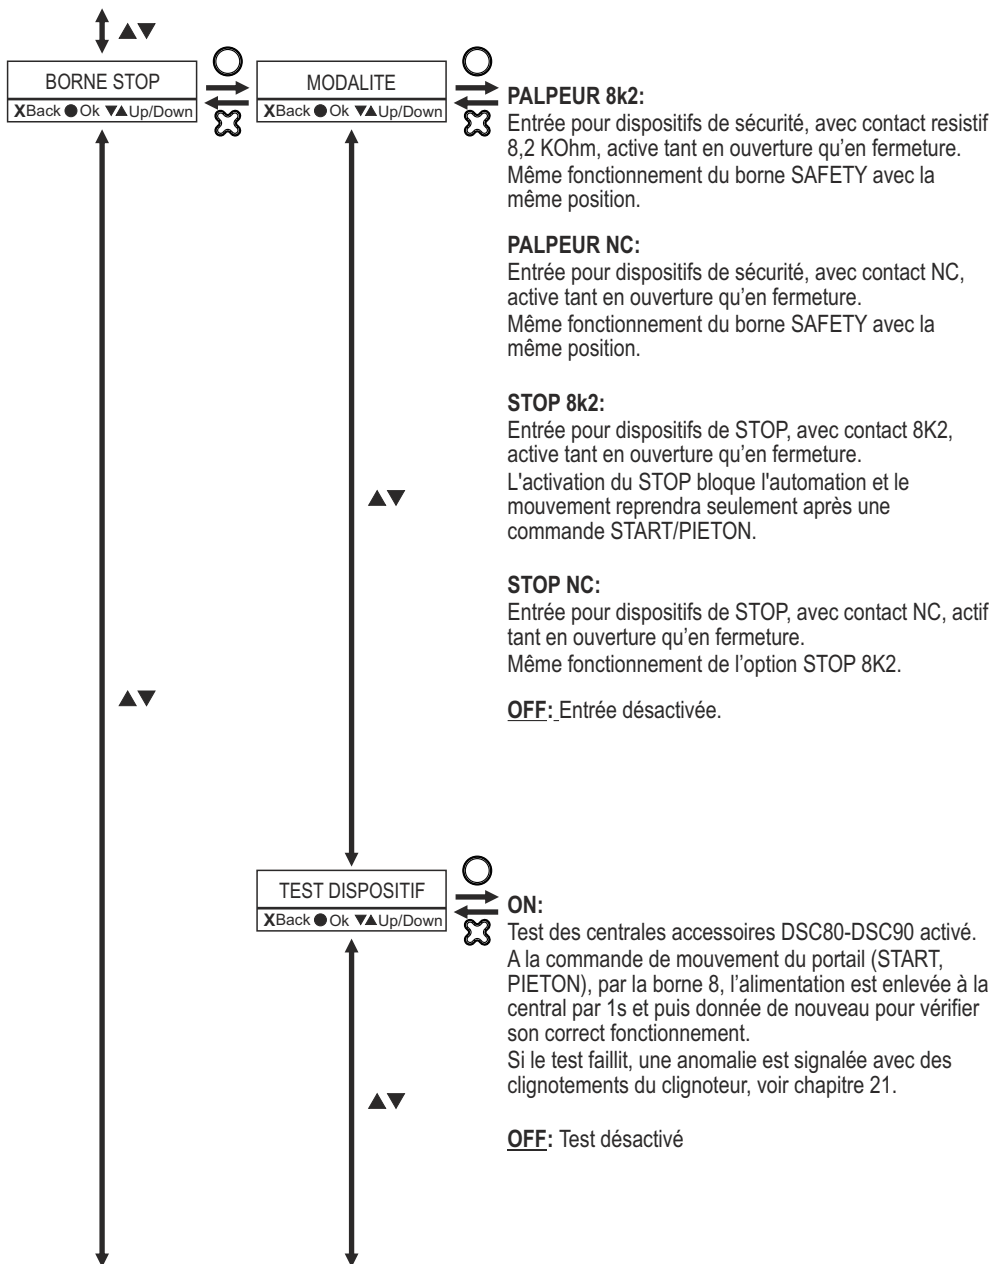 ▲▼
BORNE STOP
XBack ●Ok ▼▲Up/Down
MODALITE
XBack ●Ok ▼▲Up/Down
PALPEUR 8k2:
Entrée pour dispositifs de sécurité, avec contact resistif
8,2 KOhm, active tant en ouverture qu'en fermeture.
Même fonctionnement du borne SAFETY avec la
même position.
PALPEUR NC:
Entrée pour dispositifs de sécurité, avec contact NC,
active tant en ouverture qu'en fermeture.
Même fonctionnement du borne SAFETY avec la
même position.
STOP 8k2:
Entrée pour dispositifs de STOP, avec contact 8K2,
active tant en ouverture qu'en fermeture.
L'activation du STOP bloque l'automation et le
mouvement reprendra seulement après une
commande START/PIETON.
▲▼
STOP NC:
Entrée pour dispositifs de STOP, avec contact NC, actif
tant en ouverture qu'en fermeture.
Même fonctionnement de l'option STOP 8K2.
▲▼
OFF: Entrée désactivée.
TEST DISPOSITIF
XBack ●Ok ▼▲Up/Down
ON:
Test des centrales accessoires DSC80-DSC90 activé.
A la commande de mouvement du portail (START,
PIETON), par la borne 8, l'alimentation est enlevée à la
central par 1s et puis donnée de nouveau pour vérifier
son correct fonctionnement.
Si le test faillit, une anomalie est signalée avec des
clignotements du clignoteur, voir chapitre 21.
▲▼
OFF: Test désactivé